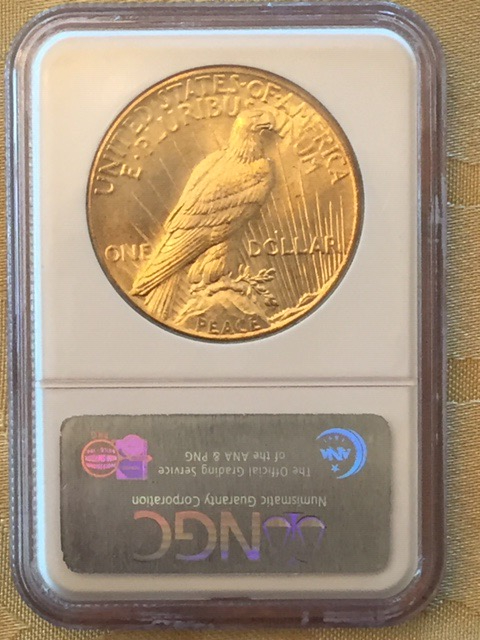 UNITED·STATES·OF·AMERICA
E·PLURIBUS UNUM
ONE DOLLAR
PEACE
NGC
Numismatic Guaranty Corporation
The Official Grading Service
of the ANA & PNG
ANA